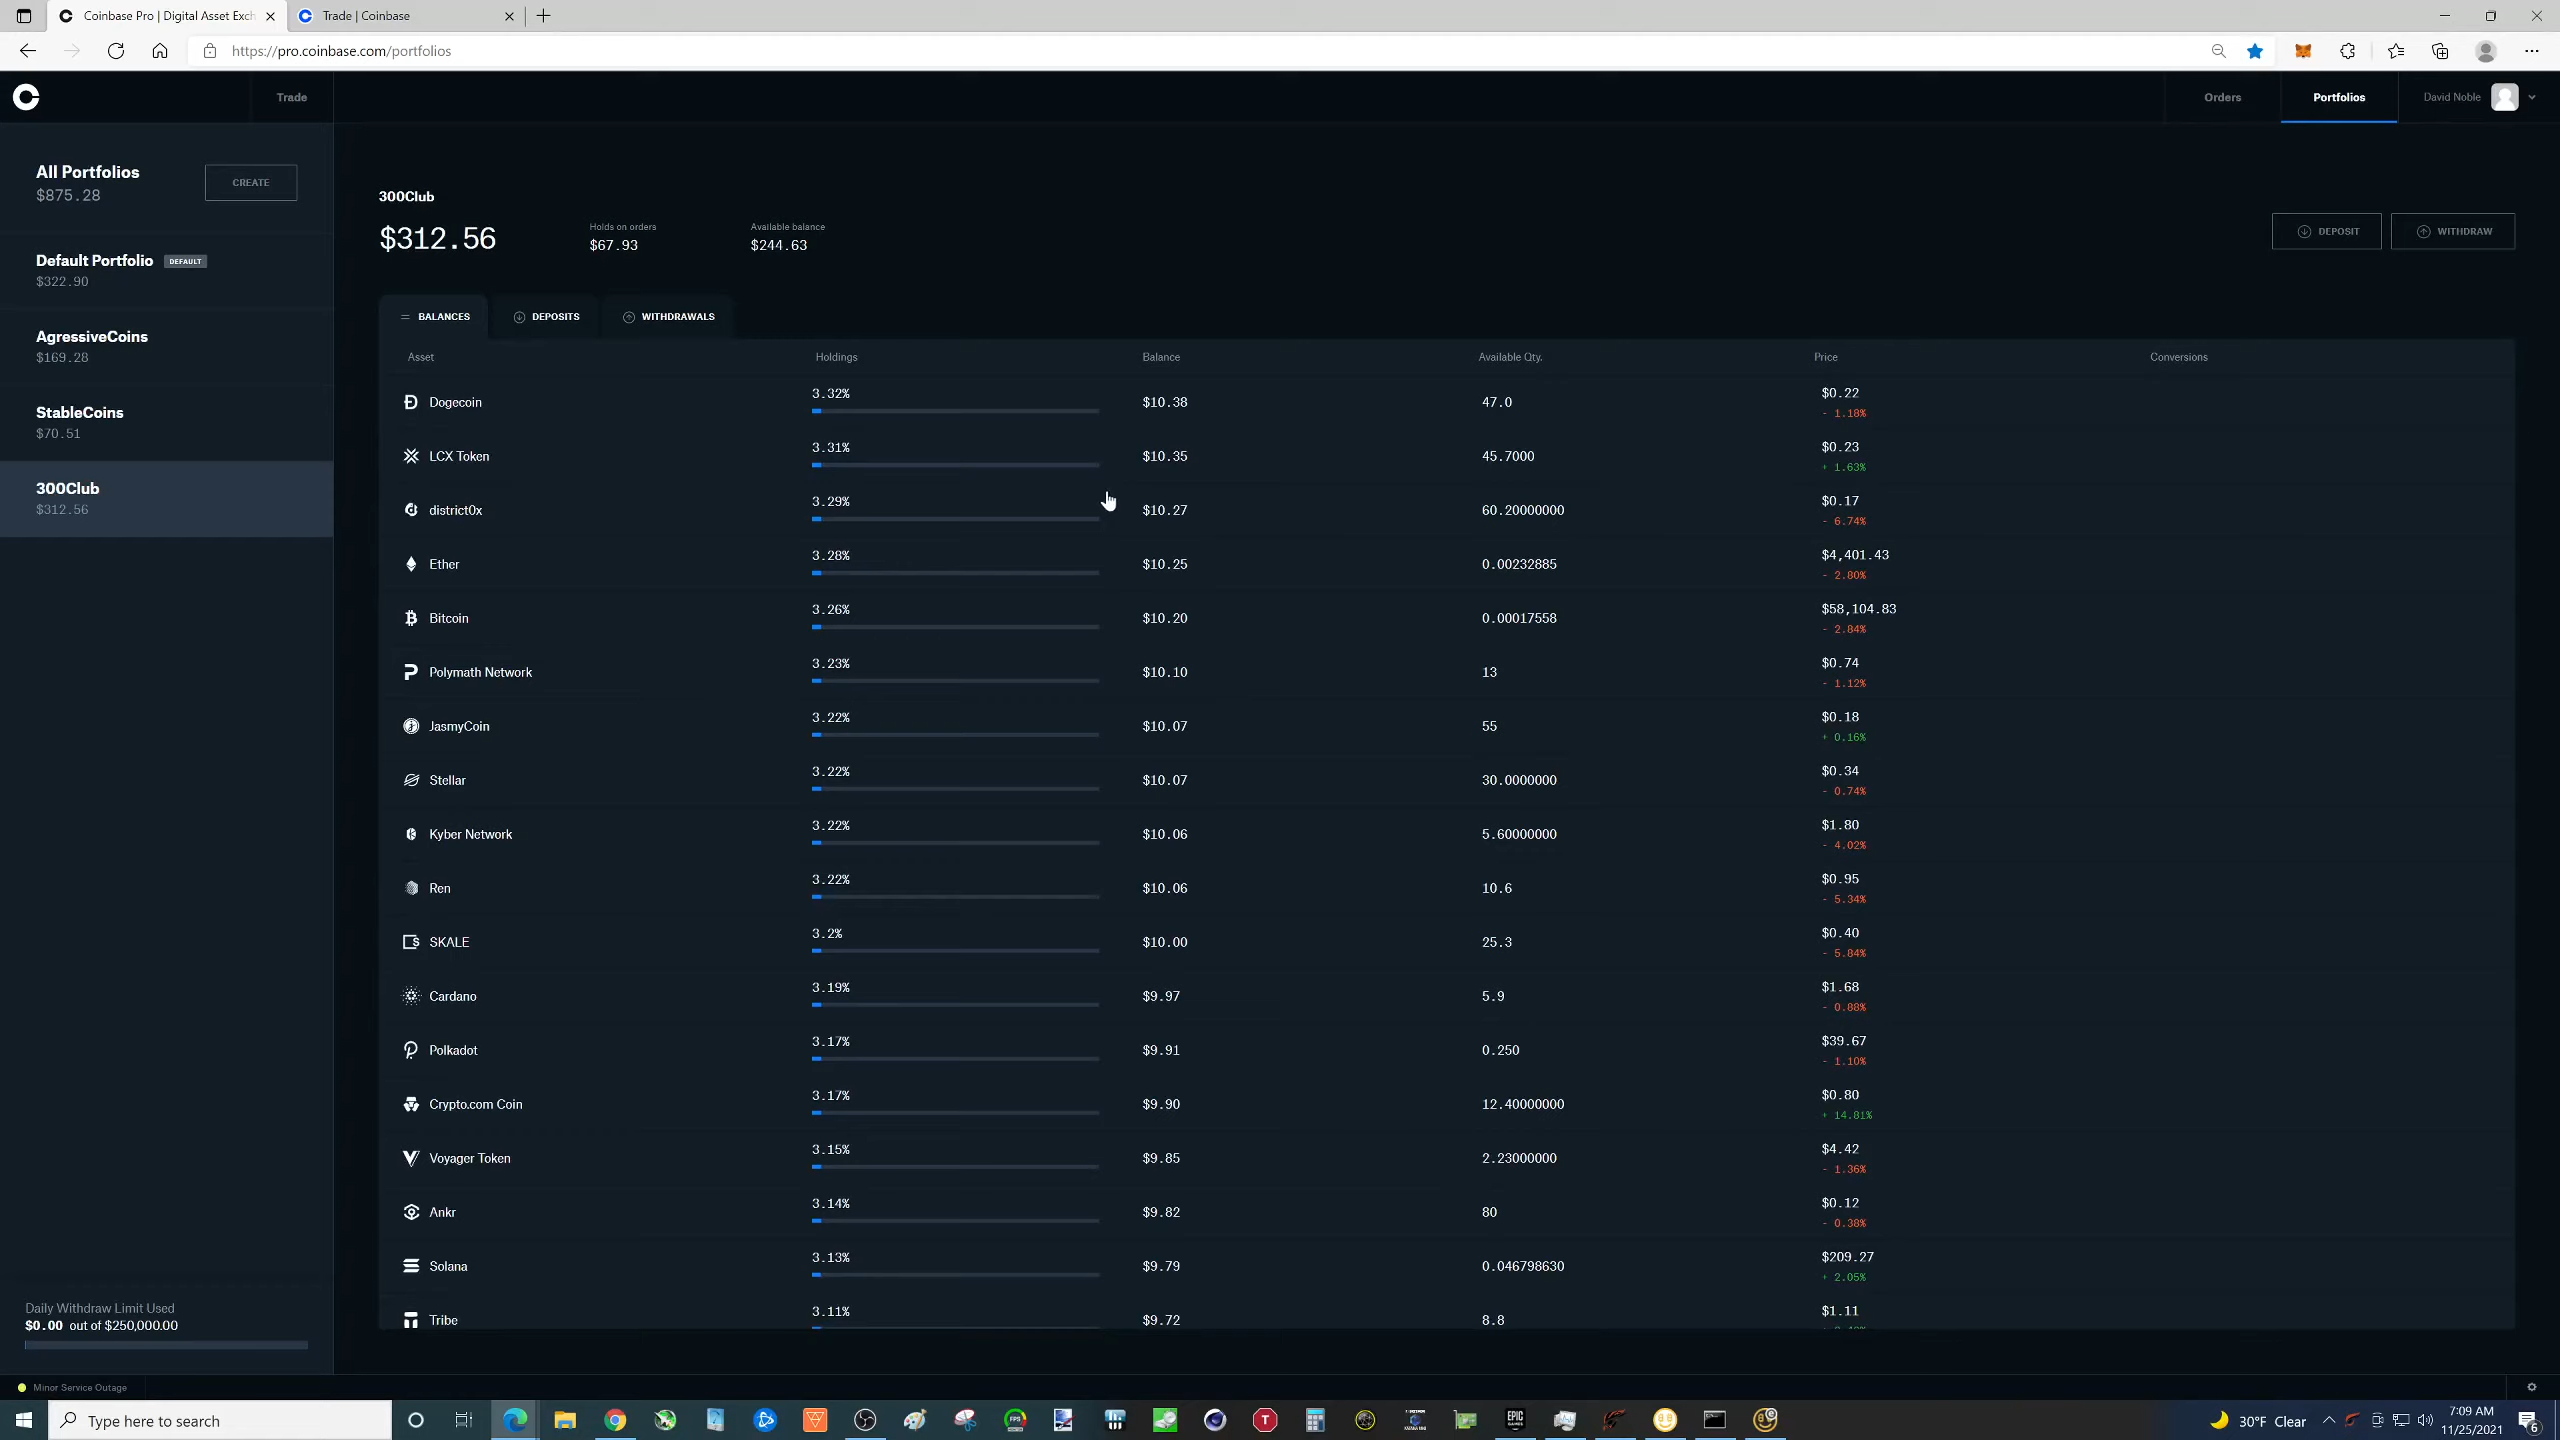 Coinbase Pro | Digital Asset Exch
Trade | Coinbase
https://pro.coinbase.com/portfolios
Trade
Orders
Portfolios
David Noble
All Portfolios
$875.28
CREATE
Default Portfolio DEFAULT
$322.90
AgressiveCoins
$169.28
StableCoins
$70.51
300Club
$312.56
Daily Withdraw Limit Used
$0.00 out of $250,000.00
300Club
$312.56
Holds on orders
$67.93
Available balance
$244.63
DEPOSIT
WITHDRAW
BALANCES
DEPOSITS
WITHDRAWALS
Asset Holdings Balance Available Qty. Price Conversions
Dogecoin 3.32% $10.38 47.0 $0.22
- 1.18%
LCX Token 3.31% $10.35 45.7000 $0.23
+ 1.63%
district0x 3.29% $10.27 60.20000000 $0.17
- 6.74%
Ether 3.28% $10.25 0.00232885 $4,401.43
- 2.80%
Bitcoin 3.26% $10.20 0.00017558 $58,104.83
- 2.84%
Polymath Network 3.23% $10.10 13 $0.74
- 1.12%
JasmyCoin 3.22% $10.07 55 $0.18
+ 0.16%
Stellar 3.22% $10.07 30.0000000 $0.34
- 0.74%
Kyber Network 3.22% $10.06 5.60000000 $1.80
- 4.02%
Ren 3.22% $10.06 10.6 $0.95
- 5.34%
SKALE 3.2% $10.00 25.3 $0.40
- 5.84%
Cardano 3.19% $9.97 5.9 $1.68
- 0.88%
Polkadot 3.17% $9.91 0.250 $39.67
- 1.10%
Crypto.com Coin 3.17% $9.90 12.40000000 $0.80
+ 14.81%
Voyager Token 3.15% $9.85 2.23000000 $4.42
- 1.36%
Ankr 3.14% $9.82 80 $0.12
- 0.38%
Solana 3.13% $9.79 0.046798630 $209.27
+ 2.05%
Tribe 3.11% $9.72 8.8 $1.11
Minor Service Outage
Type here to search
FPS
T
EPIC
GAMES
30°F Clear
7:09 AM
11/25/2021
6